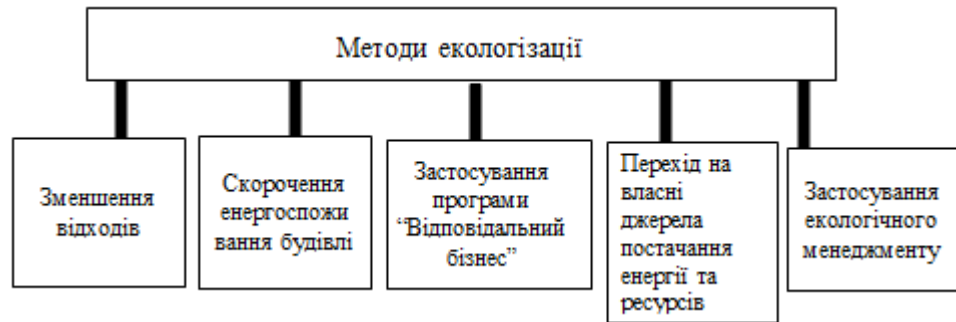 Методи екологізації
Зменшення
відходів
Скорочення
енергоспожи
вання будівлі
Застосування
програми
“Відповідальний
бізнес”
Перехід на
власні
джерела
постачання
енергії та
ресурсів
Застосування
екологічного
менеджменту